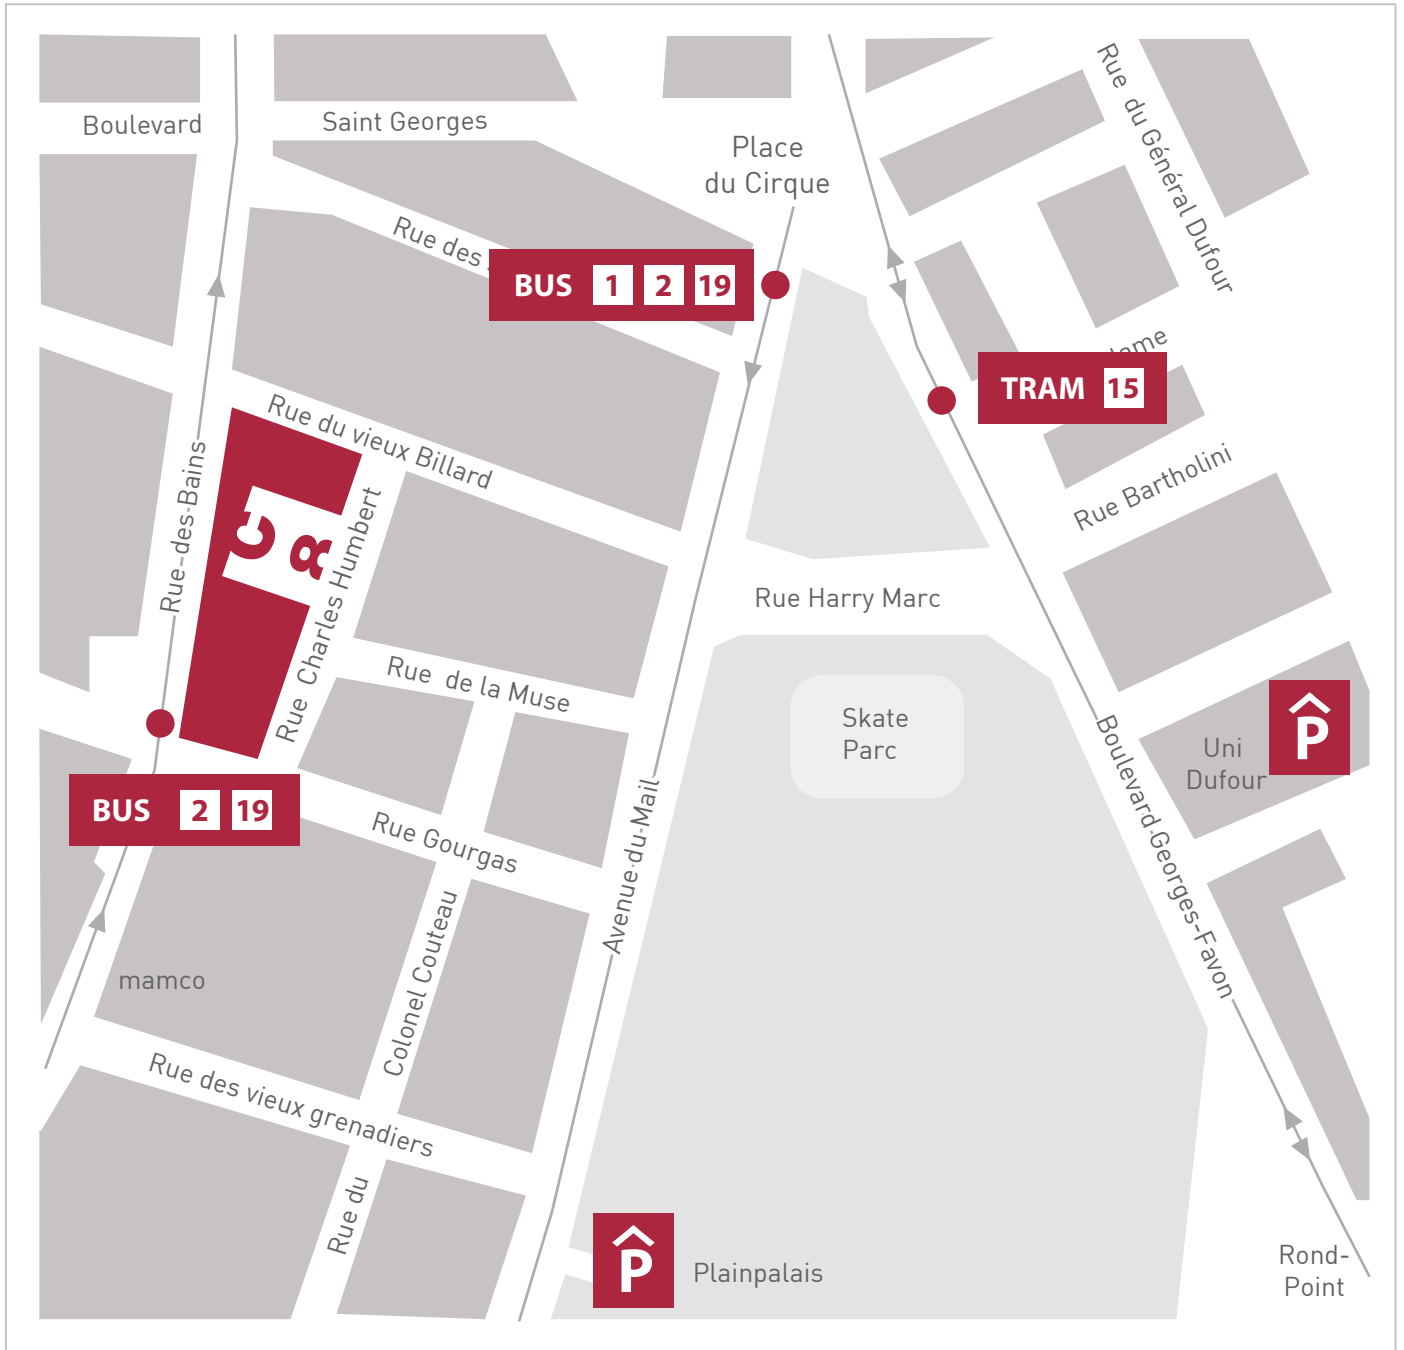 Boulevard
Saint Georges
Place
du Cirque
Rue du Général Dufour
Rue des
BUS 1 2 19
TRAM 15
Rue du vieux Billard
Rue-des-Bains
Rue Charles Humbert
C
R
Rue Bartholini
Rue Harry Marc
Rue de la Muse
Skate
Parc
Uni
Dufour
P
Boulevard-Georges-Favon
BUS 2 19
Rue Gourgas
Avenue-du-Mail
Colonel Couteau
mamco
Rue des vieux grenadiers
Rue du
P
Plainpalais
Rond-
Point